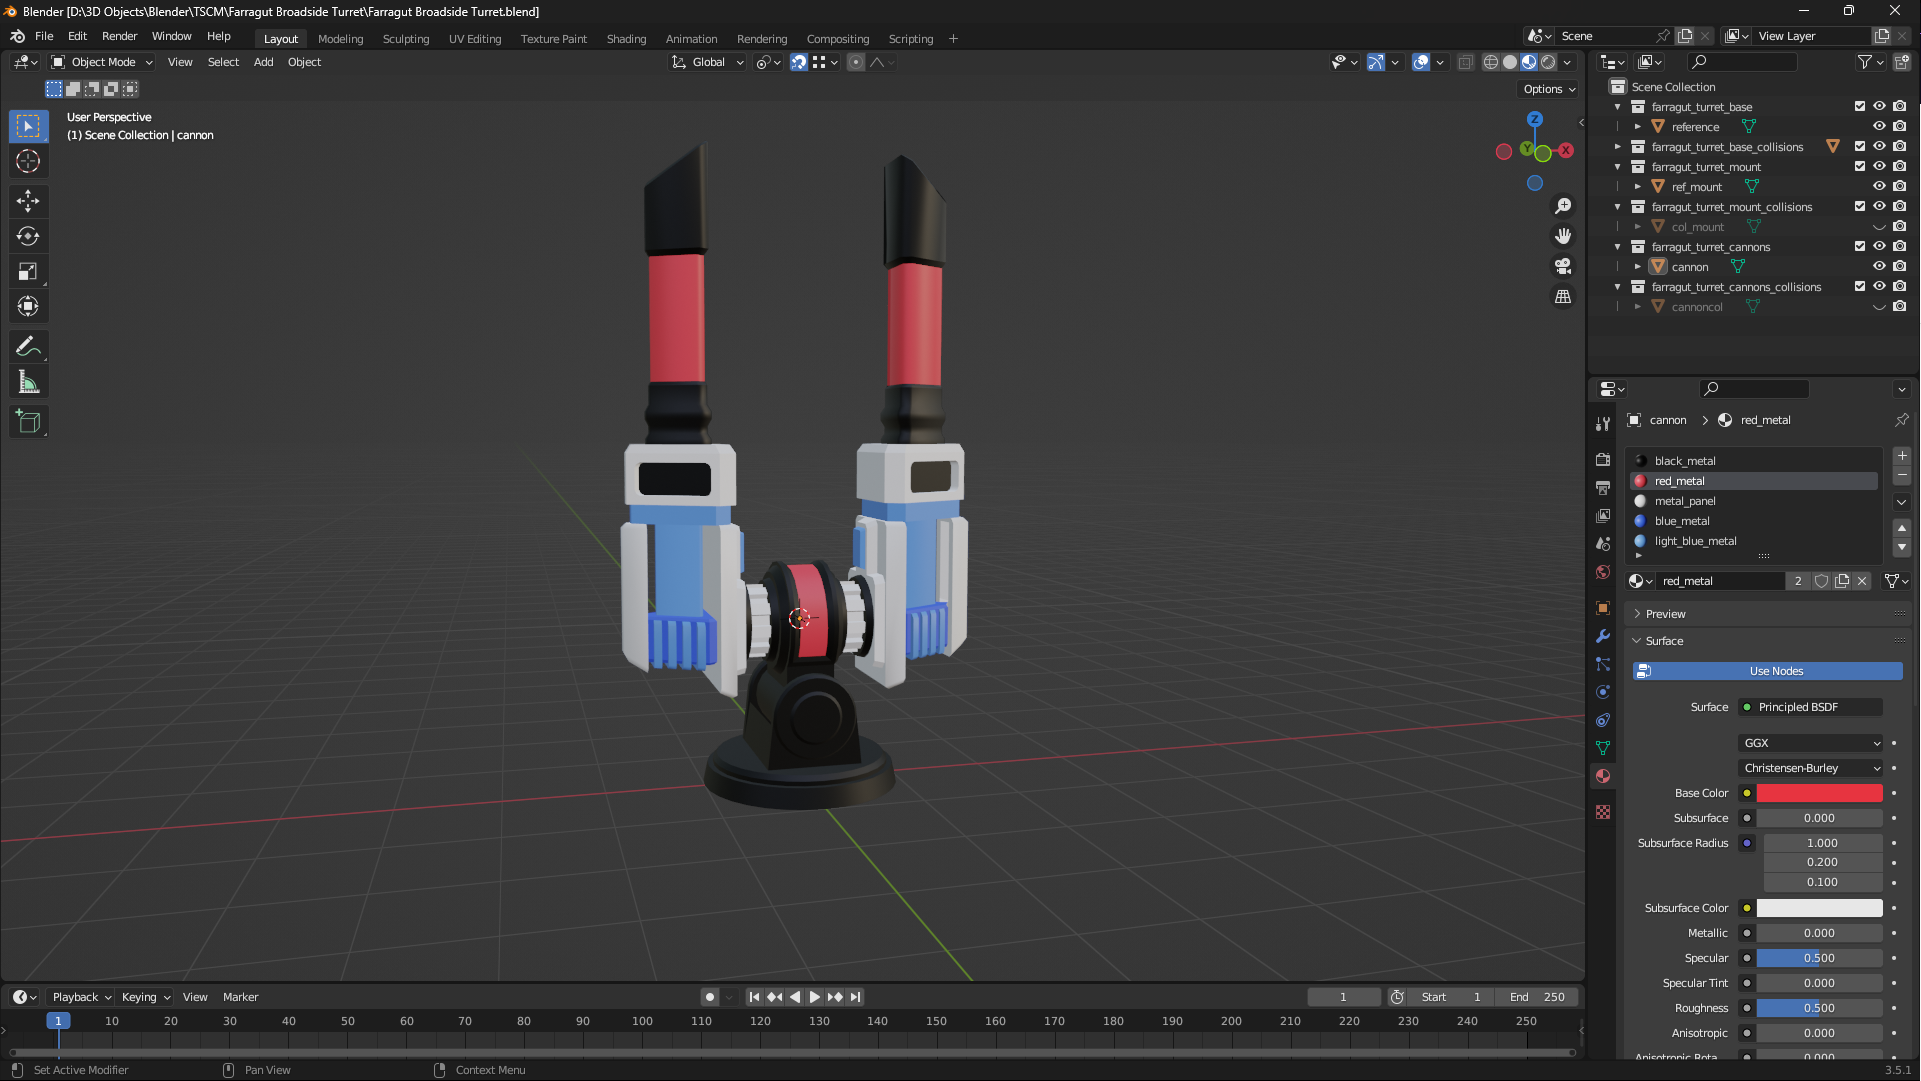 Blender [D:\3D Objects\Blender\TSCM\Farragut Broadside Turret\Farragut Broadside Turret.blend]
File Edit Render Window Help Layout Modeling Sculpting UV Editing Texture Paint Shading Animation Rendering Compositing Scripting + Scene View Layer
Object Mode View Select Add Object Global
Options
User Perspective
(1) Scene Collection | cannon
Z
Y
X
Scene Collection
farragut_turret_base
reference
farragut_turret_base_collisions
farragut_turret_mount
ref_mount
farragut_turret_mount_collisions
col_mount
farragut_turret_cannons
cannon
farragut_turret_cannons_collisions
cannoncol
cannon > red_metal
black_metal
red_metal
metal_panel
blue_metal
light_blue_metal
red_metal 2
Preview
Surface
Use Nodes
Surface Principled BSDF
GGX
Christensen-Burley
Base Color
Subsurface 0.000
Subsurface Radius 1.000
0.200
0.100
Subsurface Color
Metallic 0.000
Specular 0.500
Specular Tint 0.000
Roughness 0.500
Anisotropic 0.000
Anisotropic Rota 0.000
Playback Keying View Marker 1 Start 1 End 250
1 10 20 30 40 50 60 70 80 90 100 110 120 130 140 150 160 170 180 190 200 210 220 230 240 250
Set Active Modifier Pan View Context Menu 3.5.1